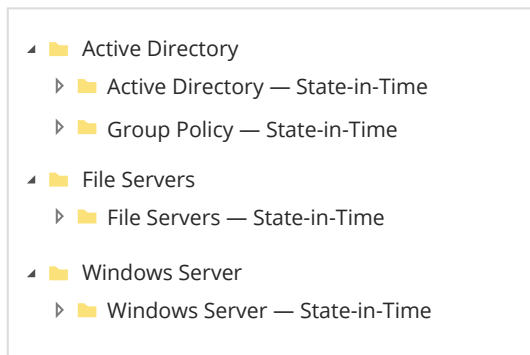 Active Directory
Active Directory — State-in-Time
Group Policy — State-in-Time
File Servers
File Servers — State-in-Time
Windows Server
Windows Server — State-in-Time